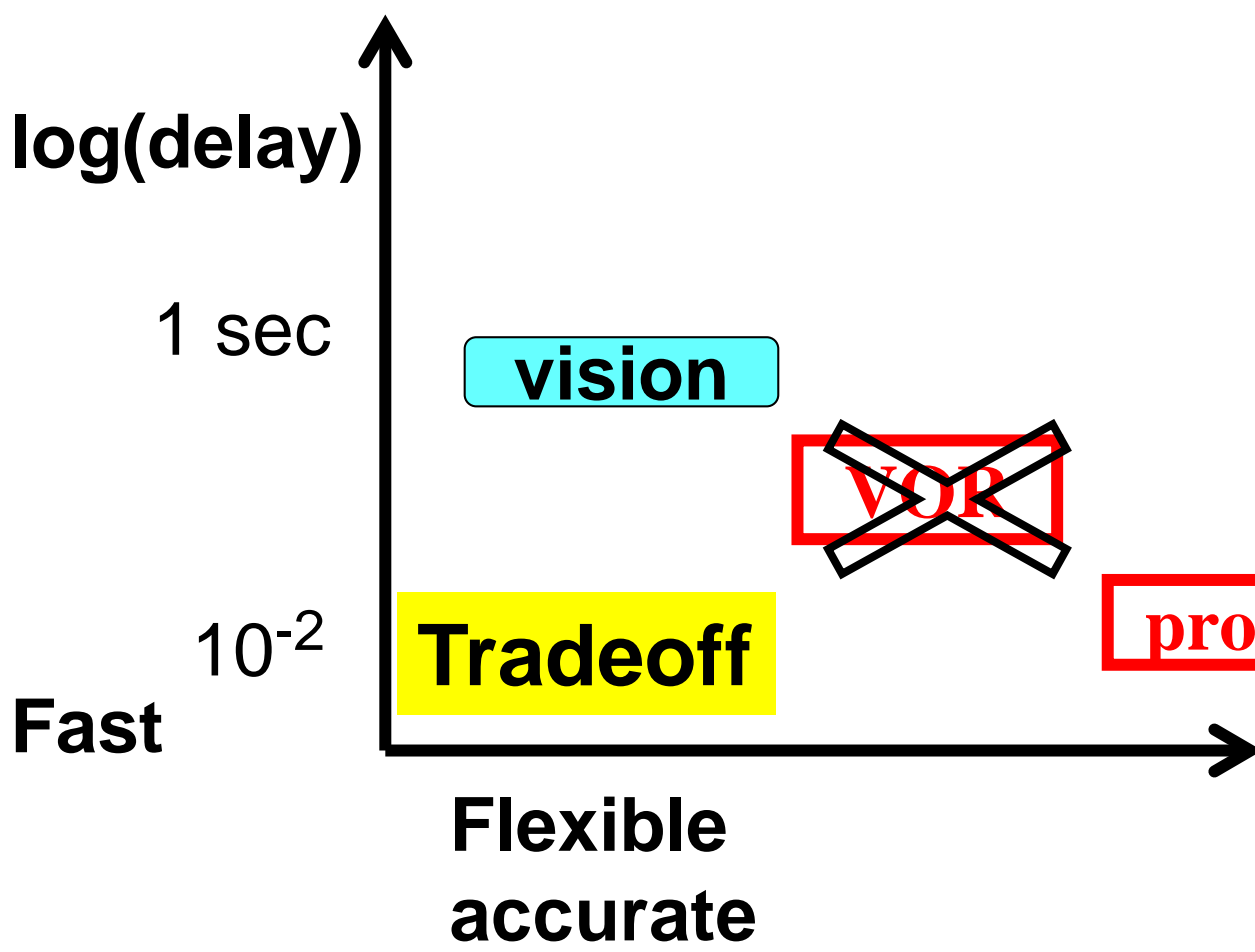 log(delay)
1 sec
vision
VOR
10⁻²
Tradeoff
pro
Fast
Flexible
accurate